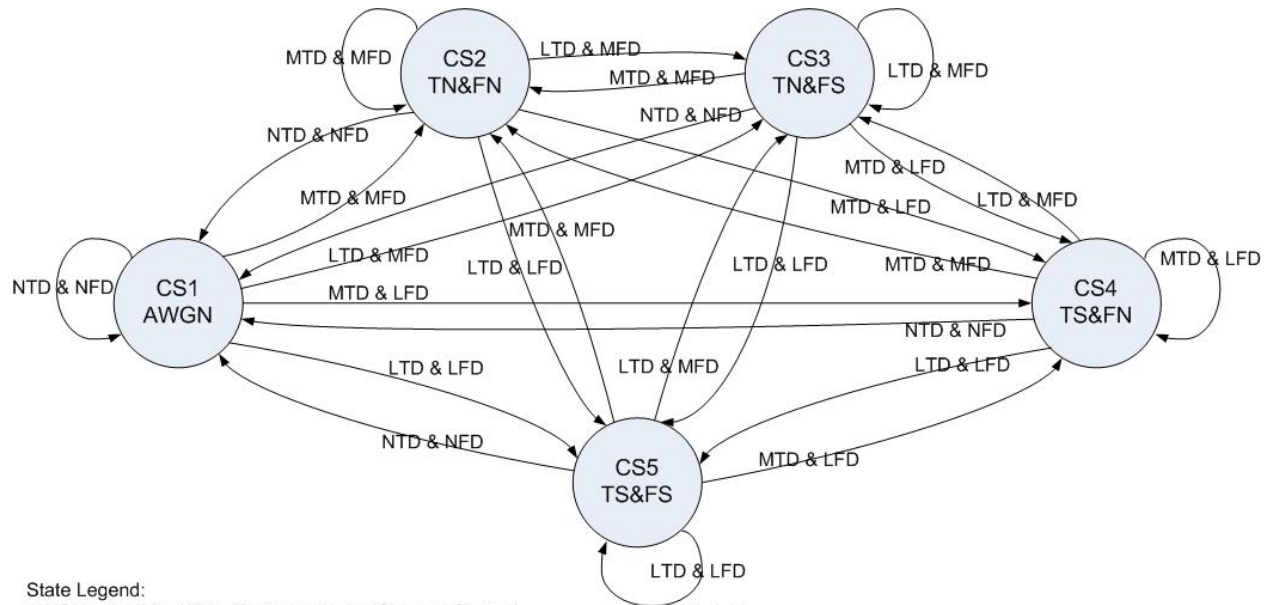 CS2
TN&FN
CS3
TN&FS
MTD & MFD
LTD & MFD
MTD & MFD
LTD & MFD
NTD & NFD
NTD & NFD
MTD & MFD
MTD & LFD
LTD & MFD
MTD & LFD
MTD & MFD
LTD & MFD
LTD & LFD
LTD & LFD
MTD & MFD
MTD & LFD
NTD & NFD
CS1
AWGN
MTD & LFD
CS4
TS&FN
NTD & NFD
LTD & LFD
LTD & MFD
LTD & LFD
NTD & NFD
MTD & LFD
CS5
TS&FS
LTD & LFD
State Legend: